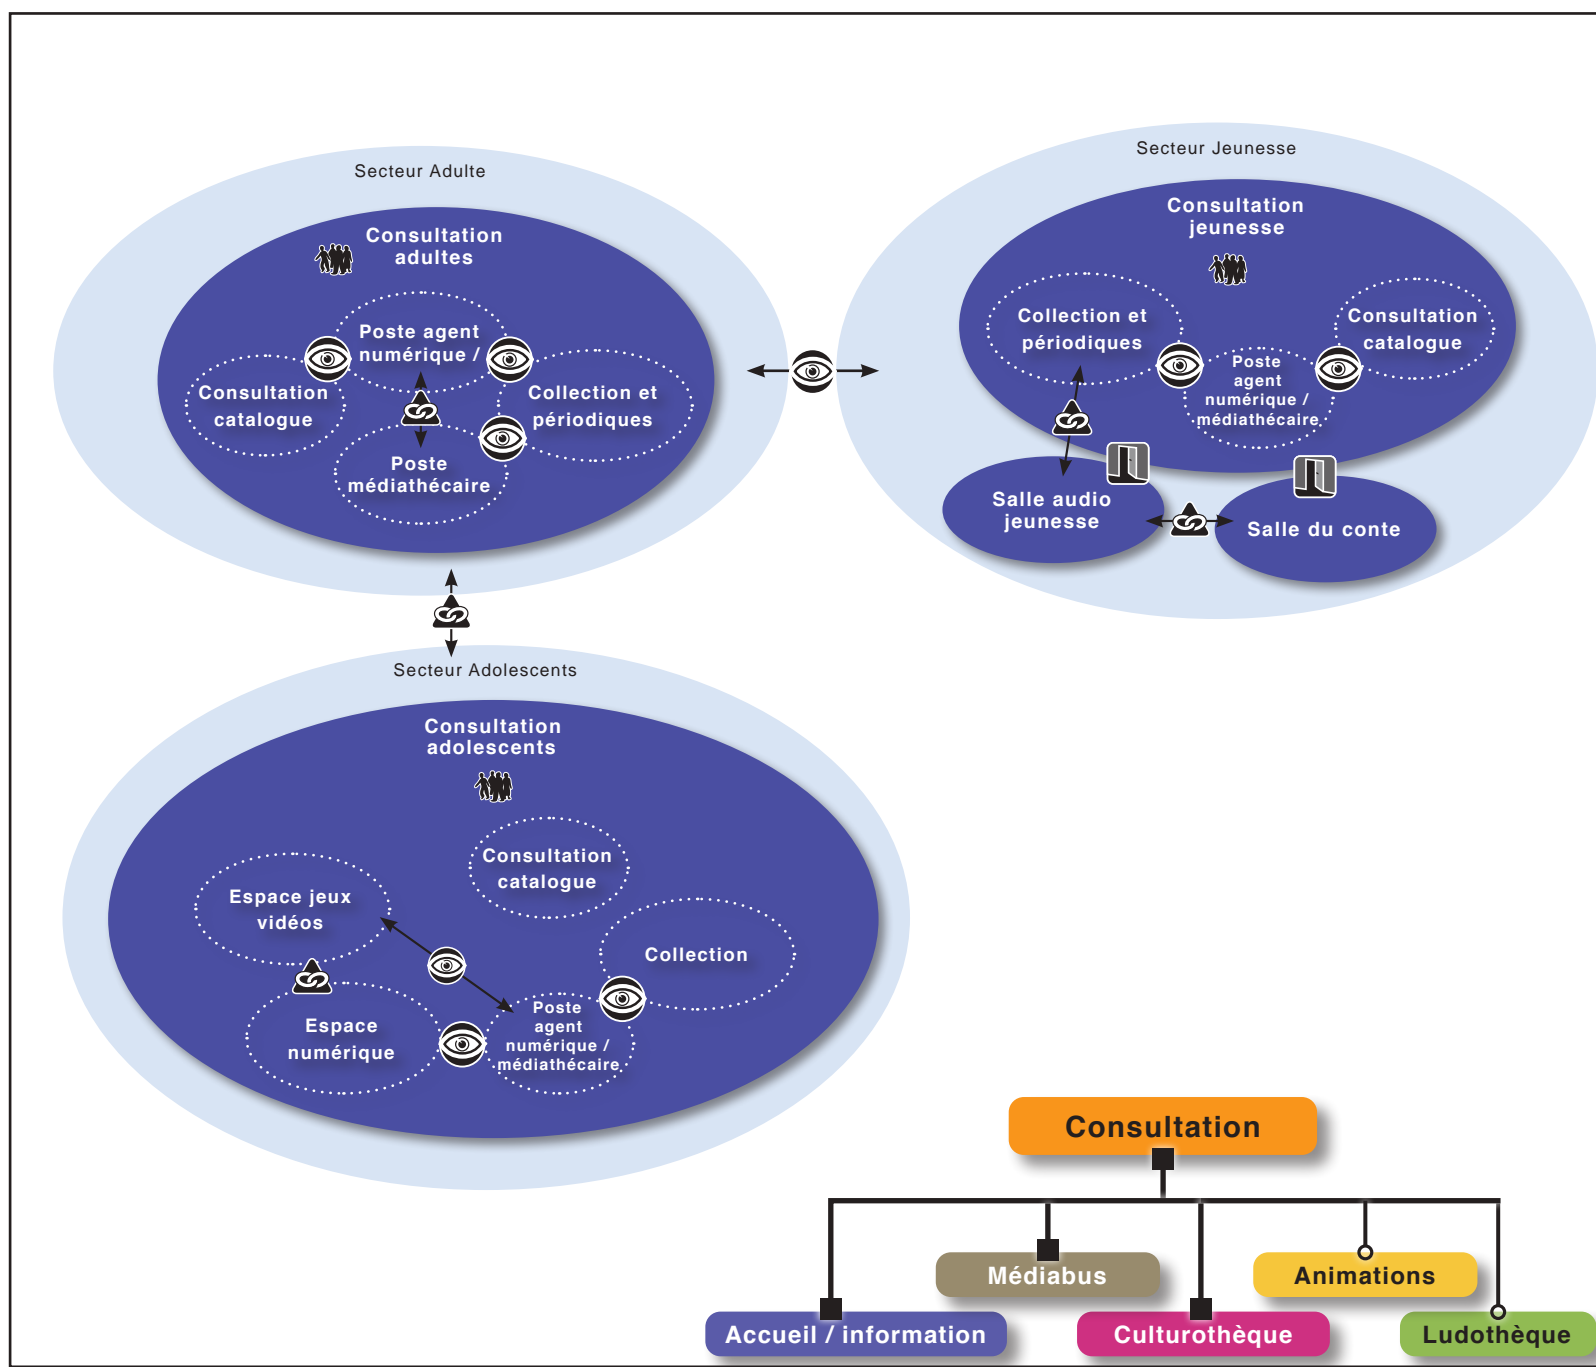 Secteur Adulte
Consultation
adultes
Poste agent
numérique /
Consultation
catalogue
Collection et
périodiques
Poste
médiathécaire
Secteur Jeunesse
Consultation
jeunesse
Collection et
périodiques
Consultation
catalogue
Poste
agent
numérique /
médiathécaire
Salle audio
jeunesse
Salle du conte
Secteur Adolescents
Consultation
adolescents
Consultation
catalogue
Espace jeux
vidéos
Collection
Espace
numérique
Poste
agent
numérique /
médiathécaire
Consultation
Médiabus
Animations
Accueil / information
Culturothèque
Ludothèque